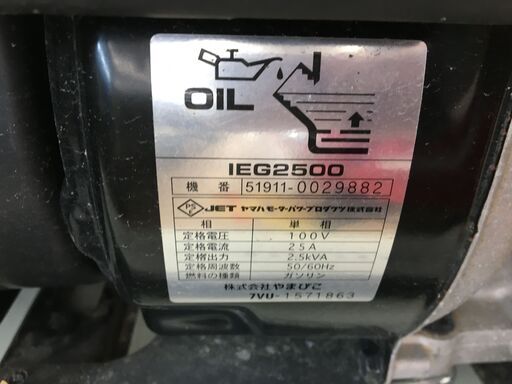 OIL
IEG2500
機番 51911-0029882
PS E JET ヤマハモーターパワープロダクツ株式会社
相 単相
定格電圧 100V
定格電流 25A
定格出力 2.5kVA
定格周波数 50/60Hz
燃料の種類 ガソリン
株式会社やまびこ
7VU-1571863